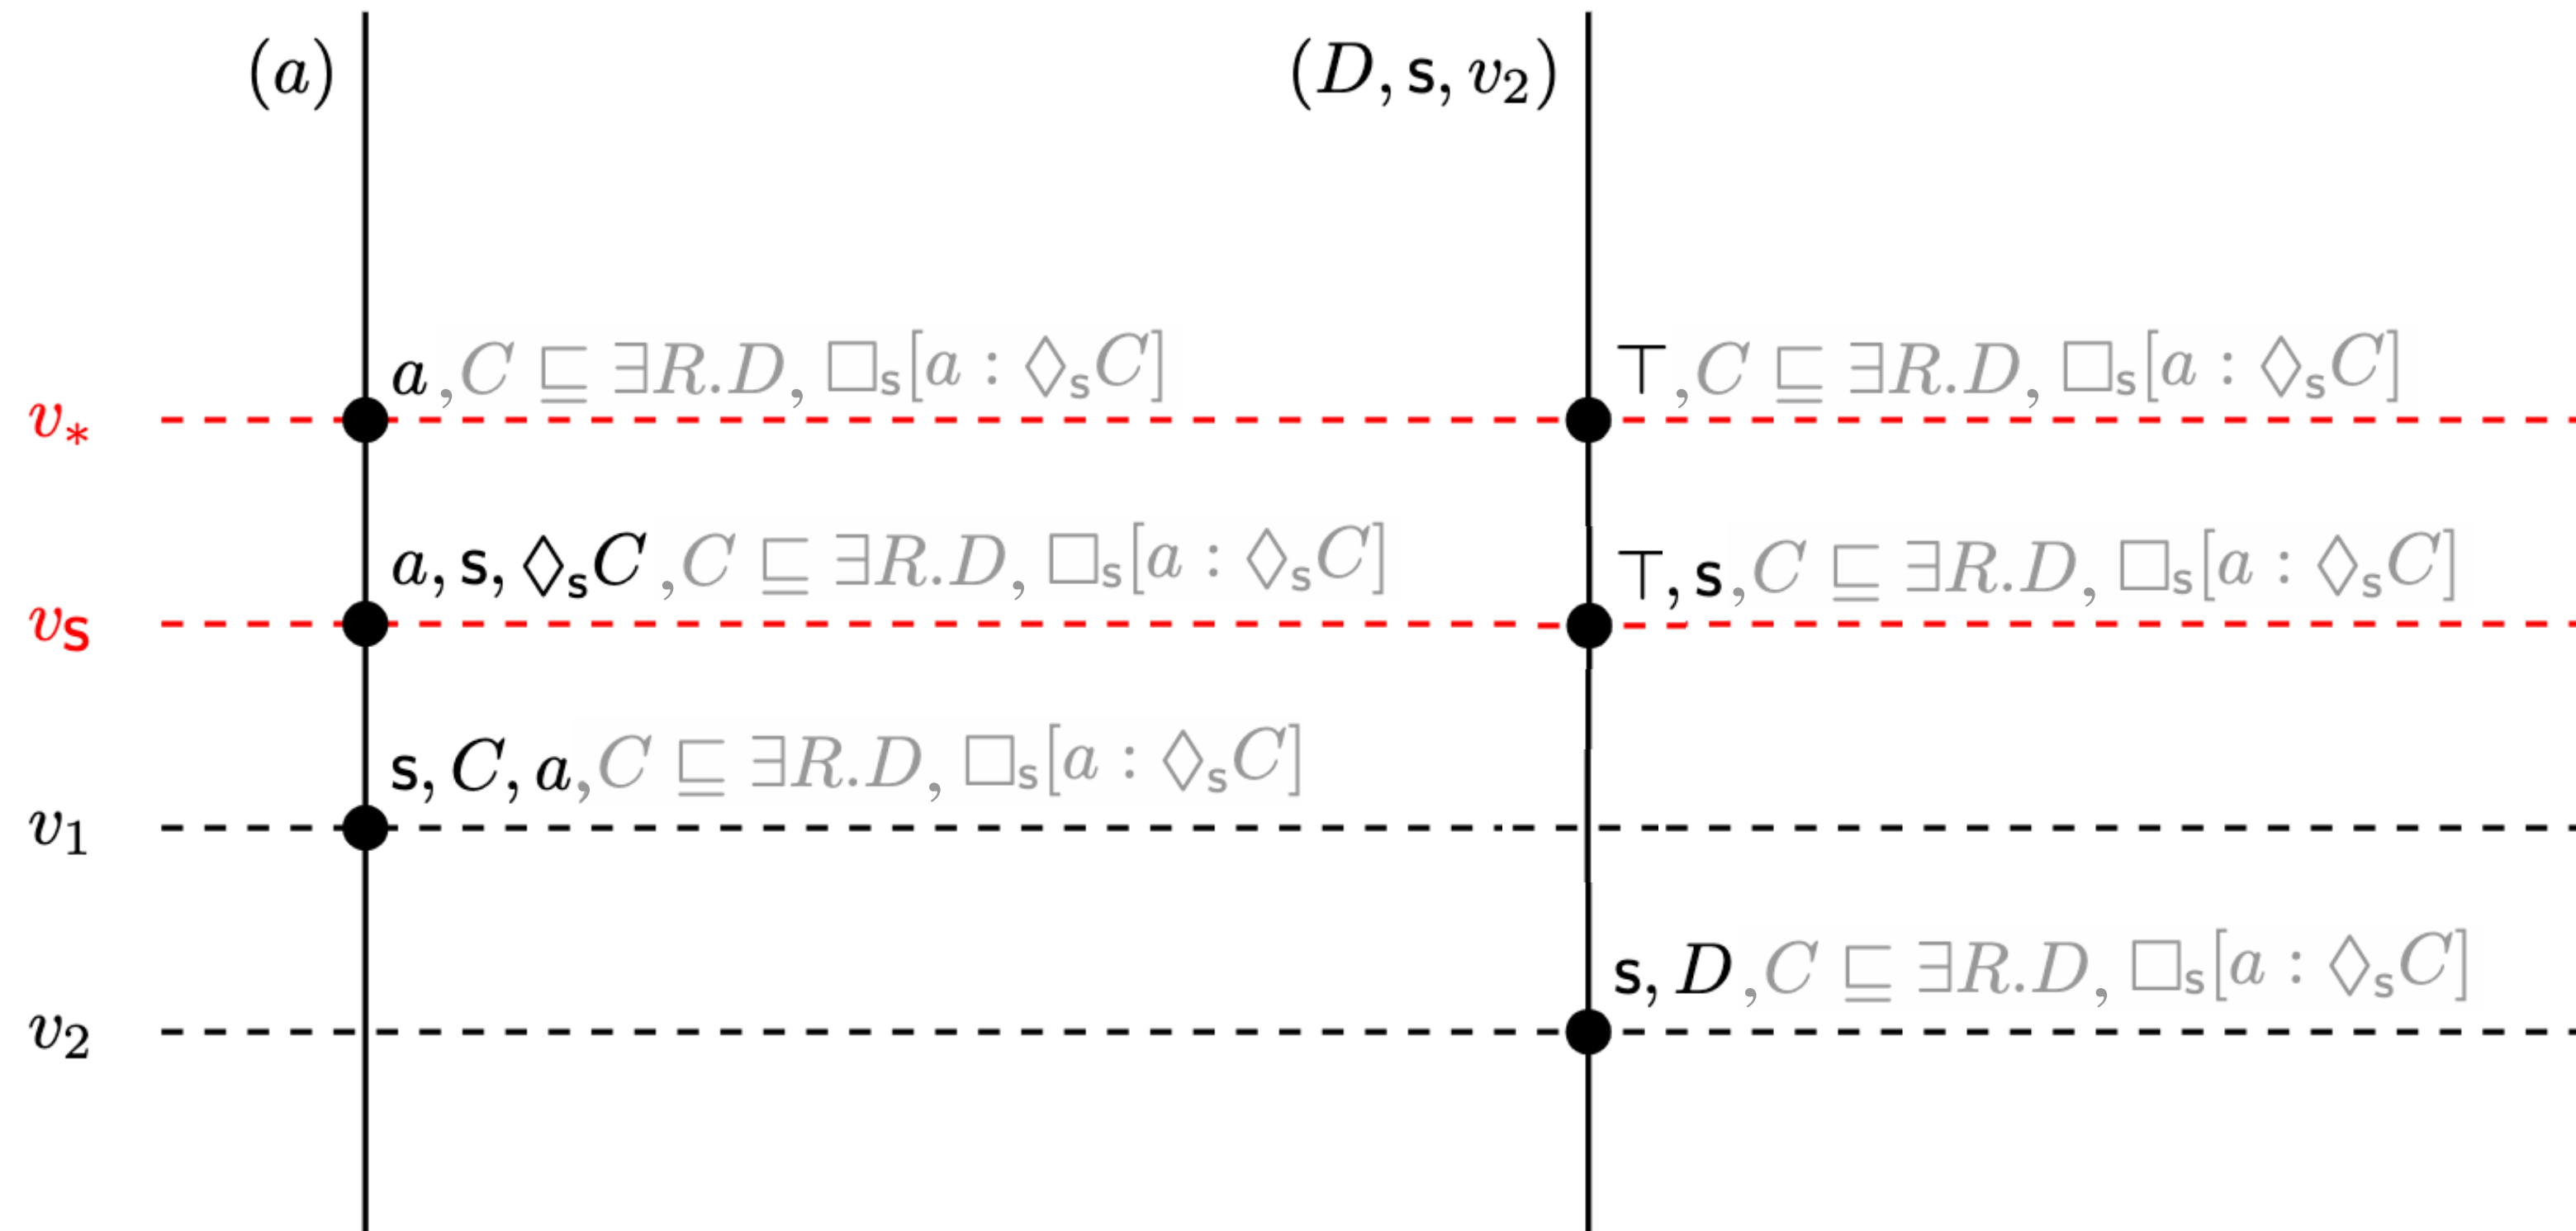 (a) (D, s, v₂)
a, C ⊑ ∃R.D, □ₛ[a : ◇ₛC] ⊤, C ⊑ ∃R.D, □ₛ[a : ◇ₛC]
v∗
a, s, ◇ₛC, C ⊑ ∃R.D, □ₛ[a : ◇ₛC] ⊤, s, C ⊑ ∃R.D, □ₛ[a : ◇ₛC]
vₛ
s, C, a, C ⊑ ∃R.D, □ₛ[a : ◇ₛC]
v₁
s, D, C ⊑ ∃R.D, □ₛ[a : ◇ₛC]
v₂